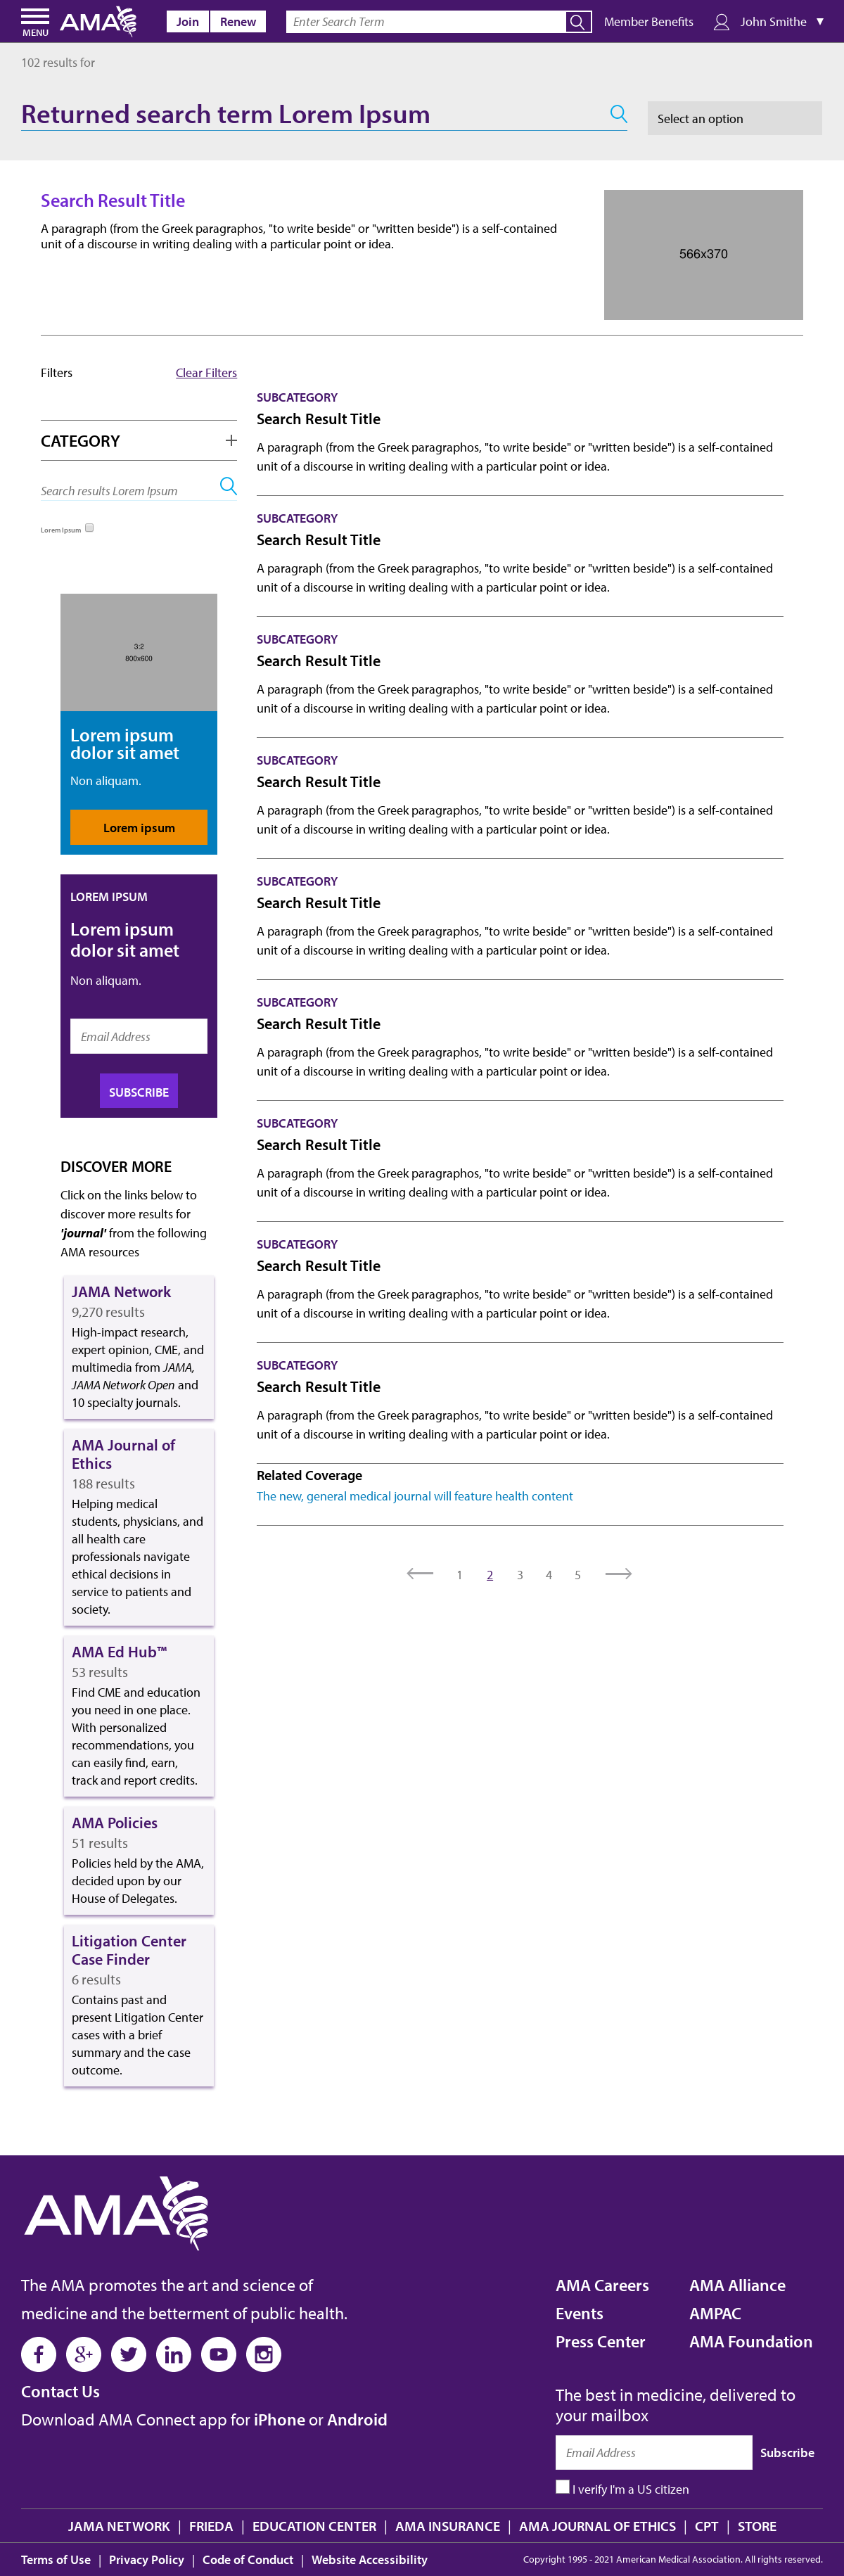 MENU
AMA
Join
Renew
Enter Search Term
Member Benefits
John Smithe
102 results for
Returned search term Lorem Ipsum
Select an option
Search Result Title
A paragraph (from the Greek paragraphos, "to write beside" or "written beside") is a self-contained
unit of a discourse in writing dealing with a particular point or idea.
566x370
Filters
Clear Filters
CATEGORY
Search results Lorem Ipsum
Lorem Ipsum
3:2
800x600
Lorem ipsum
dolor sit amet
Non aliquam.
Lorem ipsum
LOREM IPSUM
Lorem ipsum
dolor sit amet
Non aliquam.
Email Address
SUBSCRIBE
DISCOVER MORE
Click on the links below to
discover more results for
'journal' from the following
AMA resources
JAMA Network
9,270 results
High-impact research,
expert opinion, CME, and
multimedia from JAMA,
JAMA Network Open and
10 specialty journals.
AMA Journal of
Ethics
188 results
Helping medical
students, physicians, and
all health care
professionals navigate
ethical decisions in
service to patients and
society.
AMA Ed Hub™
53 results
Find CME and education
you need in one place.
With personalized
recommendations, you
can easily find, earn,
track and report credits.
AMA Policies
51 results
Policies held by the AMA,
decided upon by our
House of Delegates.
Litigation Center
Case Finder
6 results
Contains past and
present Litigation Center
cases with a brief
summary and the case
outcome.
SUBCATEGORY
Search Result Title
A paragraph (from the Greek paragraphos, "to write beside" or "written beside") is a self-contained
unit of a discourse in writing dealing with a particular point or idea.
SUBCATEGORY
Search Result Title
A paragraph (from the Greek paragraphos, "to write beside" or "written beside") is a self-contained
unit of a discourse in writing dealing with a particular point or idea.
SUBCATEGORY
Search Result Title
A paragraph (from the Greek paragraphos, "to write beside" or "written beside") is a self-contained
unit of a discourse in writing dealing with a particular point or idea.
SUBCATEGORY
Search Result Title
A paragraph (from the Greek paragraphos, "to write beside" or "written beside") is a self-contained
unit of a discourse in writing dealing with a particular point or idea.
SUBCATEGORY
Search Result Title
A paragraph (from the Greek paragraphos, "to write beside" or "written beside") is a self-contained
unit of a discourse in writing dealing with a particular point or idea.
SUBCATEGORY
Search Result Title
A paragraph (from the Greek paragraphos, "to write beside" or "written beside") is a self-contained
unit of a discourse in writing dealing with a particular point or idea.
SUBCATEGORY
Search Result Title
A paragraph (from the Greek paragraphos, "to write beside" or "written beside") is a self-contained
unit of a discourse in writing dealing with a particular point or idea.
SUBCATEGORY
Search Result Title
A paragraph (from the Greek paragraphos, "to write beside" or "written beside") is a self-contained
unit of a discourse in writing dealing with a particular point or idea.
SUBCATEGORY
Search Result Title
A paragraph (from the Greek paragraphos, "to write beside" or "written beside") is a self-contained
unit of a discourse in writing dealing with a particular point or idea.
Related Coverage
The new, general medical journal will feature health content
1 2 3 4 5
AMA
The AMA promotes the art and science of
medicine and the betterment of public health.
Contact Us
Download AMA Connect app for iPhone or Android
AMA Careers
Events
Press Center
AMA Alliance
AMPAC
AMA Foundation
The best in medicine, delivered to
your mailbox
Email Address
Subscribe
I verify I'm a US citizen
JAMA NETWORK | FRIEDA | EDUCATION CENTER | AMA INSURANCE | AMA JOURNAL OF ETHICS | CPT | STORE
Terms of Use | Privacy Policy | Code of Conduct | Website Accessibility
Copyright 1995 - 2021 American Medical Association. All rights reserved.